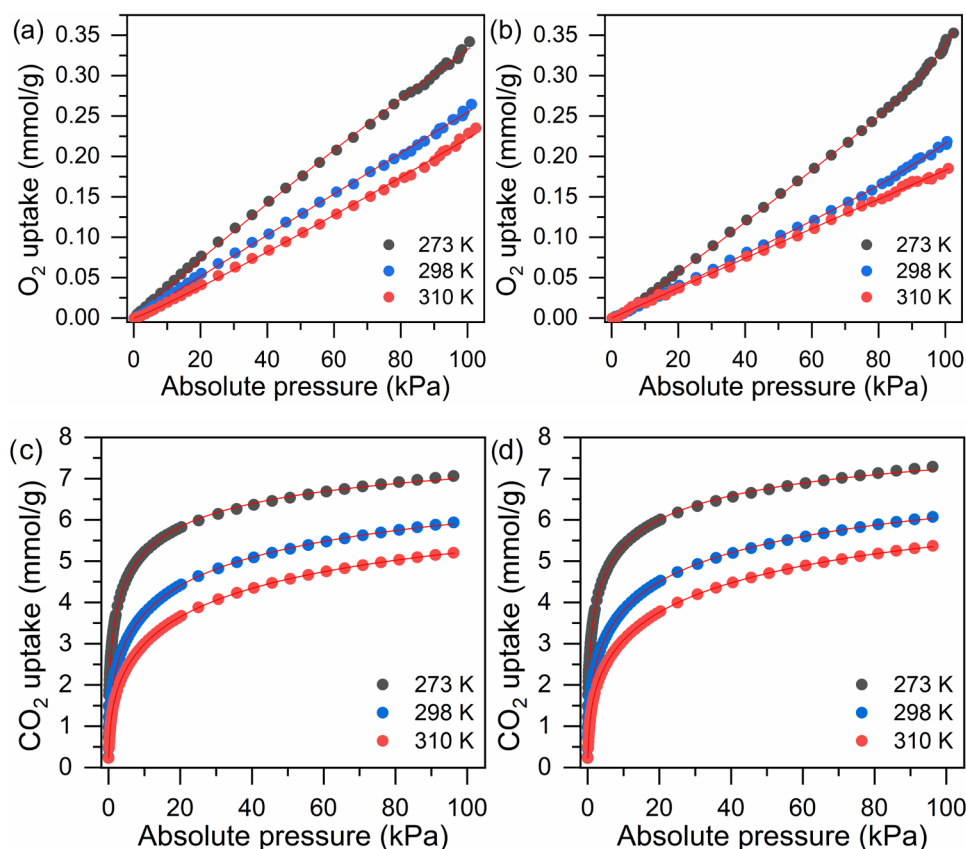 (a)
O₂ uptake (mmol/g)
0.35
0.30
0.25
0.20
0.15
0.10
0.05
0.00
273 K
298 K
310 K
0 20 40 60 80 100
Absolute pressure (kPa)
(b)
O₂ uptake (mmol/g)
0.35
0.30
0.25
0.20
0.15
0.10
0.05
0.00
273 K
298 K
310 K
0 20 40 60 80 100
Absolute pressure (kPa)
(c)
CO₂ uptake (mmol/g)
8
7
6
5
4
3
2
1
0
273 K
298 K
310 K
0 20 40 60 80 100
Absolute pressure (kPa)
(d)
CO₂ uptake (mmol/g)
8
7
6
5
4
3
2
1
0
273 K
298 K
310 K
0 20 40 60 80 100
Absolute pressure (kPa)